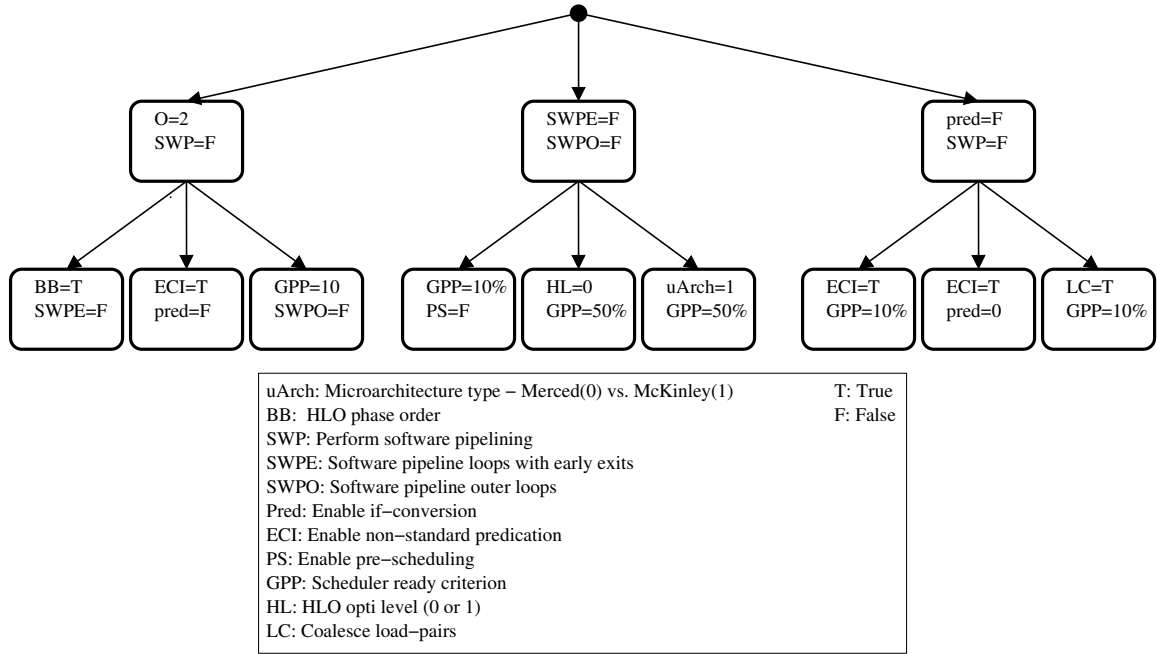 O=2
SWP=F
SWPE=F
SWPO=F
pred=F
SWP=F
BB=T
SWPE=F
ECI=T
pred=F
GPP=10
SWPO=F
GPP=10%
PS=F
HL=0
GPP=50%
uArch=1
GPP=50%
ECI=T
GPP=10%
ECI=T
pred=0
LC=T
GPP=10%
uArch: Microarchitecture type − Merced(0) vs. McKinley(1)
T: True
BB:  HLO phase order
F: False
SWP: Perform software pipelining
SWPE: Software pipeline loops with early exits
SWPO: Software pipeline outer loops
Pred: Enable if−conversion
ECI: Enable non−standard predication
PS: Enable pre−scheduling
GPP: Scheduler ready criterion
HL: HLO opti level (0 or 1)
LC: Coalesce load−pairs